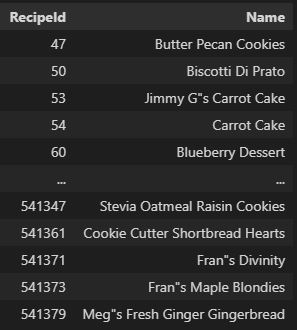 RecipeId Name
47 Butter Pecan Cookies
50 Biscotti Di Prato
53 Jimmy G"s Carrot Cake
54 Carrot Cake
60 Blueberry Dessert
... ...
541347 Stevia Oatmeal Raisin Cookies
541361 Cookie Cutter Shortbread Hearts
541371 Fran"s Divinity
541373 Fran"s Maple Blondies
541379 Meg"s Fresh Ginger Gingerbread